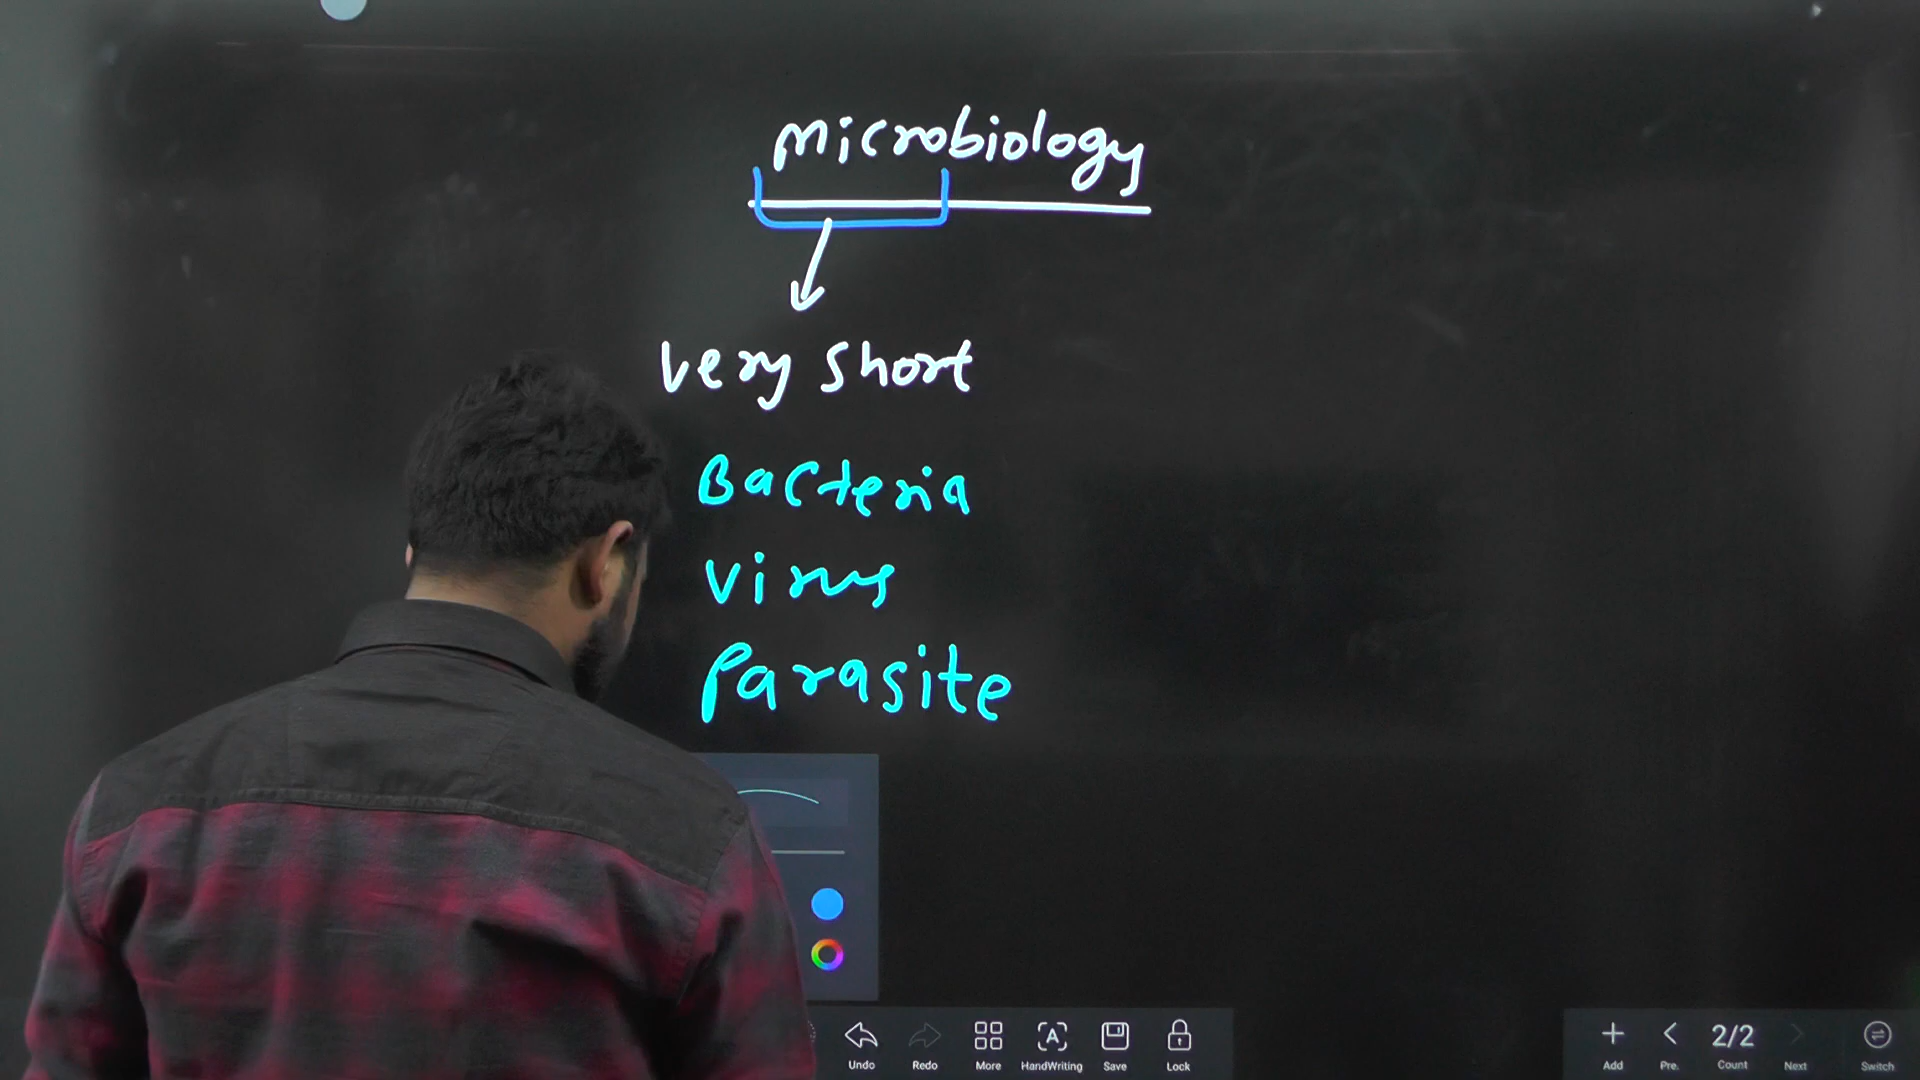 microbiology
very short
Bacteria
virus
Parasite
Undo Redo More HandWriting Save Lock
Add Pre. 2/2 Count Next Switch